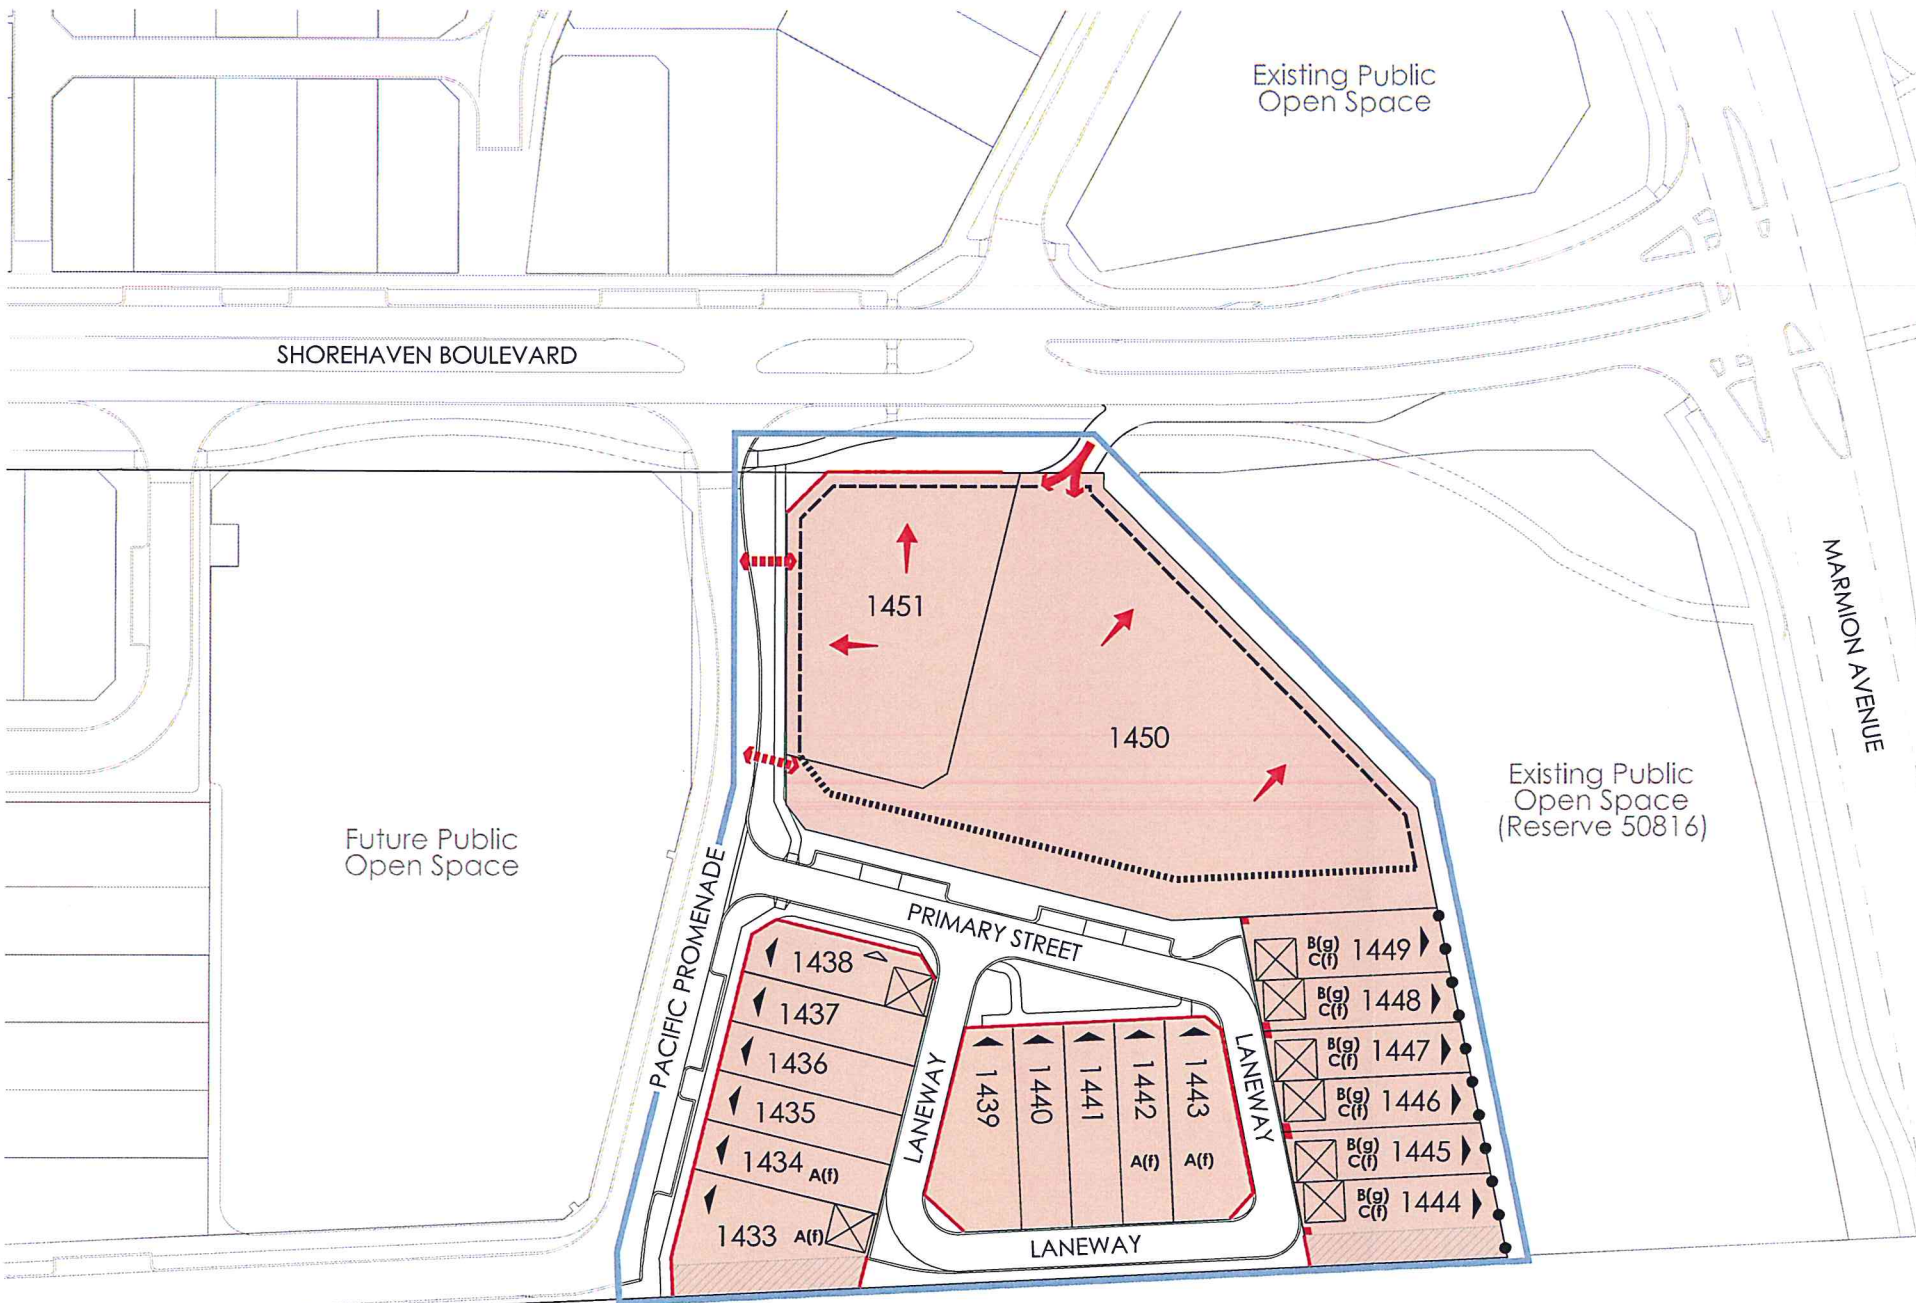 Existing Public
Open Space
SHOREHAVEN BOULEVARD
MARMION AVENUE
1451
1450
Existing Public
Open Space
(Reserve 50816)
Future Public
Open Space
PACIFIC PROMENADE
PRIMARY STREET
1438
1437
1436
1435
1434 A(f)
1433 A(f)
LANEWAY
1439
1440
1441
1442 A(f)
1443 A(f)
LANEWAY
LANEWAY
B(g) 1449
C(f)
B(g) 1448
C(f)
B(g) 1447
C(f)
B(g) 1446
C(f)
B(g) 1445
C(f)
B(g) 1444
C(f)